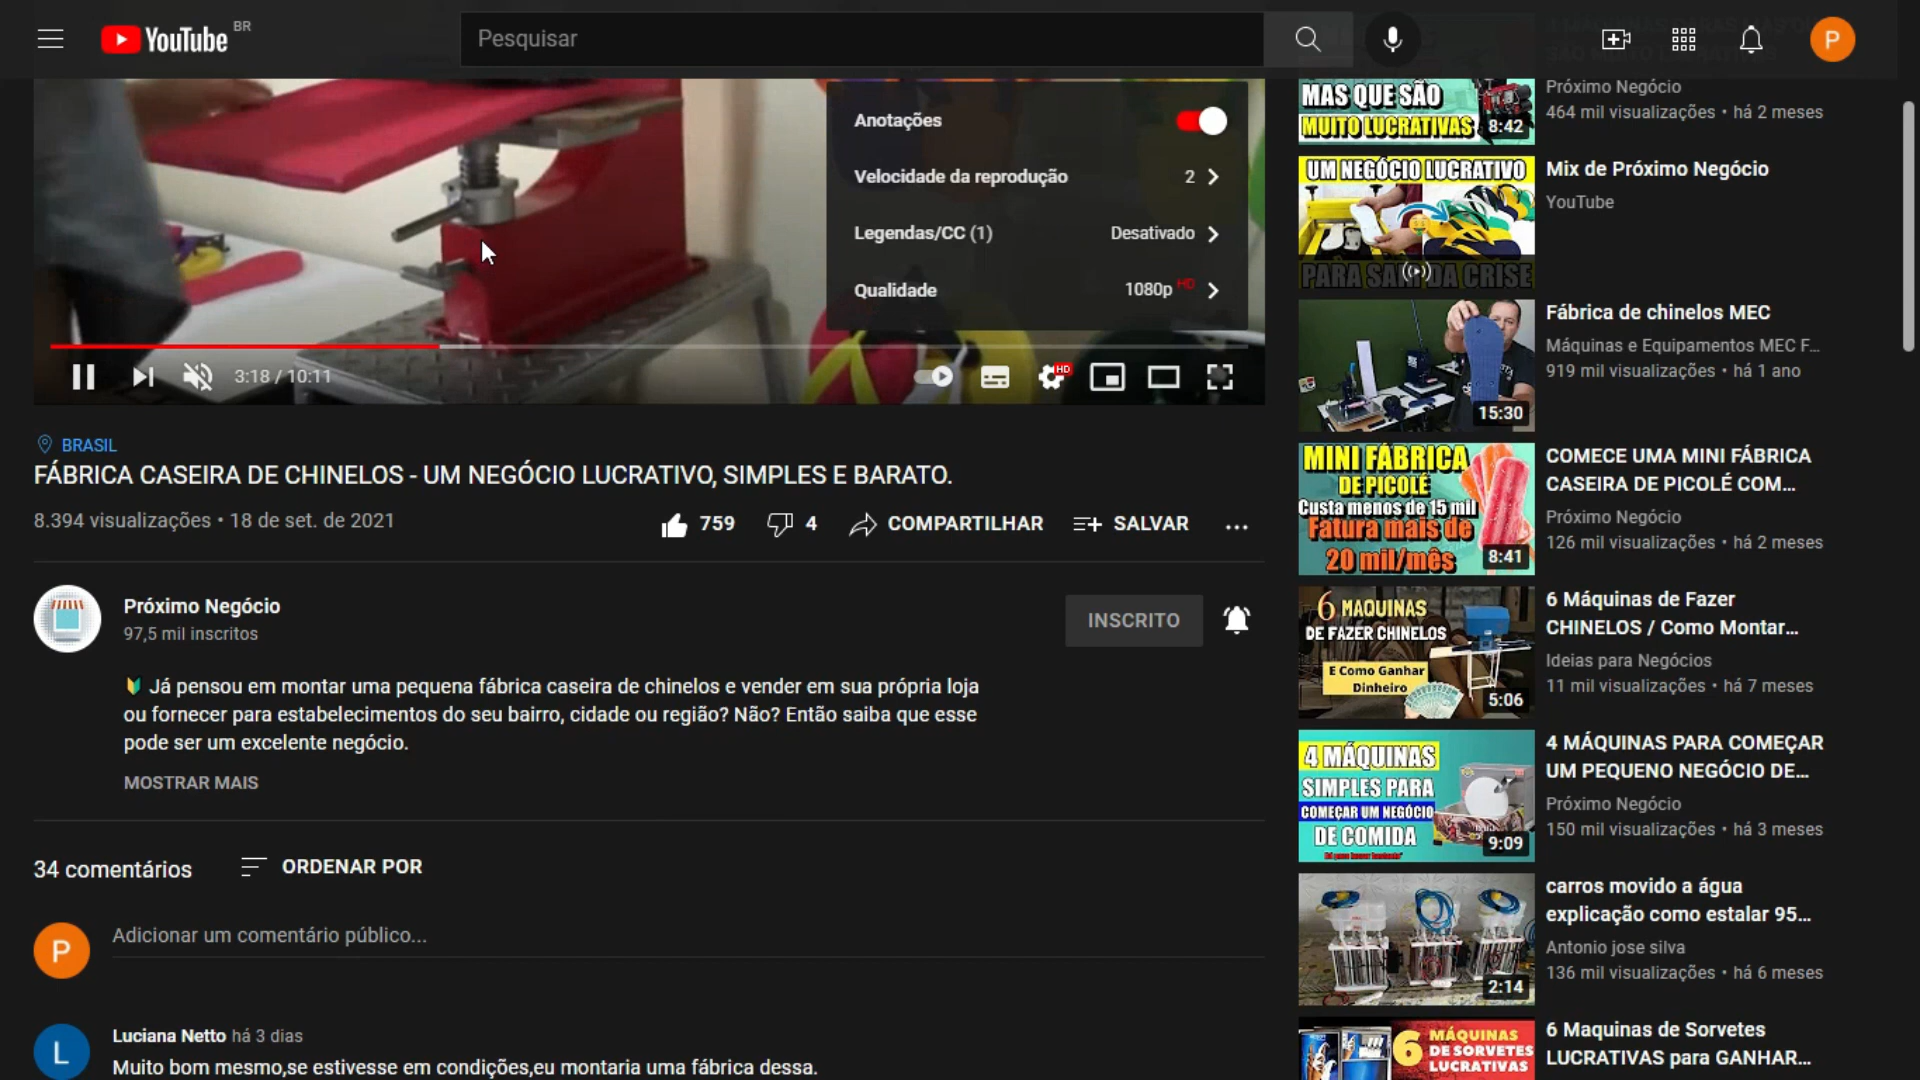 YouTube BR
Pesquisar
P
Anotações
Velocidade da reprodução 2
Legendas/CC (1) Desativado
Qualidade 1080p HD
3:18 / 10:11
HD
BRASIL
FÁBRICA CASEIRA DE CHINELOS - UM NEGÓCIO LUCRATIVO, SIMPLES E BARATO.
8.394 visualizações • 18 de set. de 2021
759
4
COMPARTILHAR
SALVAR
Próximo Negócio
97,5 mil inscritos
INSCRITO
Já pensou em montar uma pequena fábrica caseira de chinelos e vender em sua própria loja
ou fornecer para estabelecimentos do seu bairro, cidade ou região? Não? Então saiba que esse
pode ser um excelente negócio.
MOSTRAR MAIS
34 comentários
ORDENAR POR
P
Adicionar um comentário público...
L
Luciana Netto há 3 dias
Muito bom mesmo,se estivesse em condições,eu montaria uma fábrica dessa.
MAS QUE SÃO
MUITO LUCRATIVAS
8:42
Próximo Negócio
464 mil visualizações • há 2 meses
UM NEGÓCIO LUCRATIVO
PARA SAIR DA CRISE
Mix de Próximo Negócio
YouTube
15:30
Fábrica de chinelos MEC
Máquinas e Equipamentos MEC F...
919 mil visualizações • há 1 ano
MINI FÁBRICA
DE PICOLÉ
Custa menos de 15 mil
Fatura mais de
20 mil/mês
8:41
COMECE UMA MINI FÁBRICA
CASEIRA DE PICOLÉ COM...
Próximo Negócio
126 mil visualizações • há 2 meses
6 MAQUINAS
DE FAZER CHINELOS
E Como Ganhar
Dinheiro
5:06
6 Máquinas de Fazer
CHINELOS / Como Montar...
Ideias para Negócios
11 mil visualizações • há 7 meses
4 MÁQUINAS
SIMPLES PARA
COMEÇAR UM NEGÓCIO
DE COMIDA
9:09
4 MÁQUINAS PARA COMEÇAR
UM PEQUENO NEGÓCIO DE...
Próximo Negócio
150 mil visualizações • há 3 meses
2:14
carros movido a água
explicação como estalar 95...
Antonio jose silva
136 mil visualizações • há 6 meses
6 MÁQUINAS
DE SORVETES
LUCRATIVAS
6 Maquinas de Sorvetes
LUCRATIVAS para GANHAR...